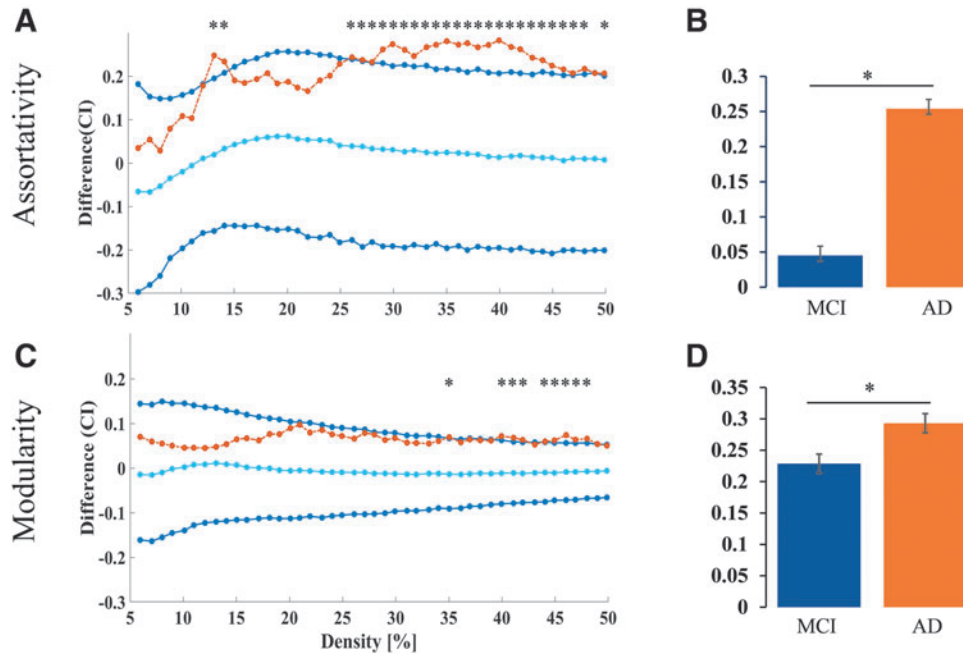 A
** *********************** *
Assortativity
Difference(CI)
0.2
0.1
0
-0.1
-0.2
-0.3
5 10 15 20 25 30 35 40 45 50
B
*
0.3
0.25
0.2
0.15
0.1
0.05
0
MCI AD
C
* *** *****
Modularity
Difference (CI)
0.2
0.1
0
-0.1
-0.2
-0.3
5 10 15 20 25 30 35 40 45 50
Density [%]
D
*
0.35
0.3
0.25
0.2
0.15
0.1
0.05
0
MCI AD